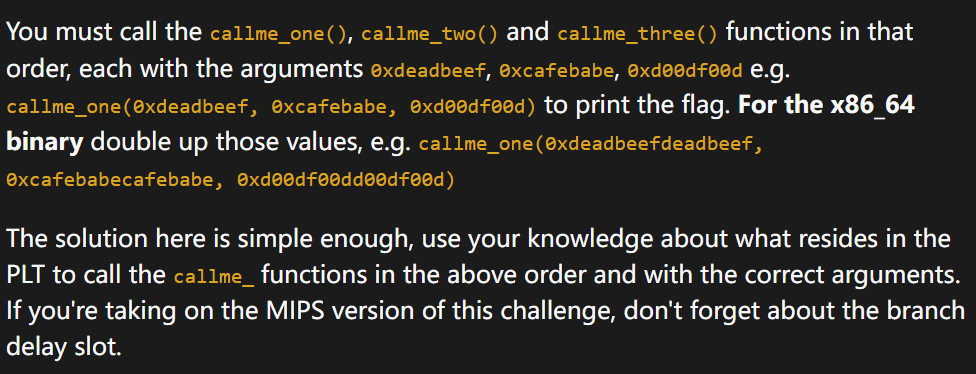 You must call the callme_one(), callme_two() and callme_three() functions in that
order, each with the arguments 0xdeadbeef, 0xcafebabe, 0xd00df00d e.g.
callme_one(0xdeadbeef, 0xcafebabe, 0xd00df00d) to print the flag. For the x86_64
binary double up those values, e.g. callme_one(0xdeadbeefdeadbeef,
0xcafebabecafebabe, 0xd00df00dd00df00d)
The solution here is simple enough, use your knowledge about what resides in the
PLT to call the callme_ functions in the above order and with the correct arguments.
If you're taking on the MIPS version of this challenge, don't forget about the branch
delay slot.